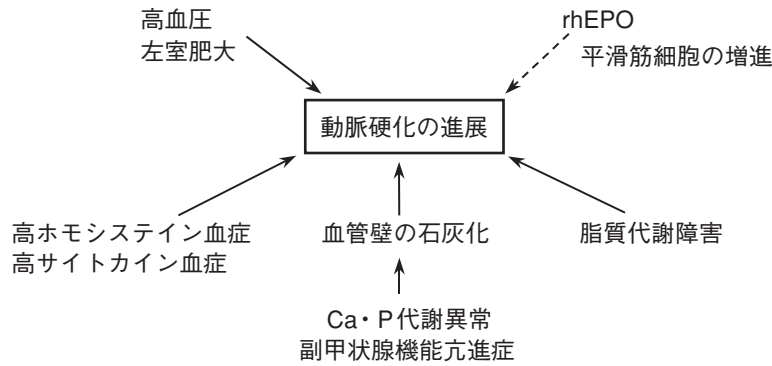 高血圧
左室肥大
rhEPO
平滑筋細胞の増進
動脈硬化の進展
高ホモシステイン血症
高サイトカイン血症
血管壁の石灰化
脂質代謝障害
Ca・P代謝異常
副甲状腺機能亢進症